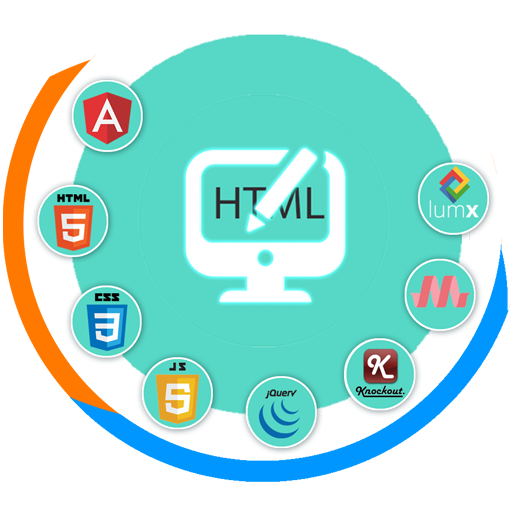 A
HTML
HTML
5
lumx
CSS
3
JS
5
jQuery
K
Knockout.